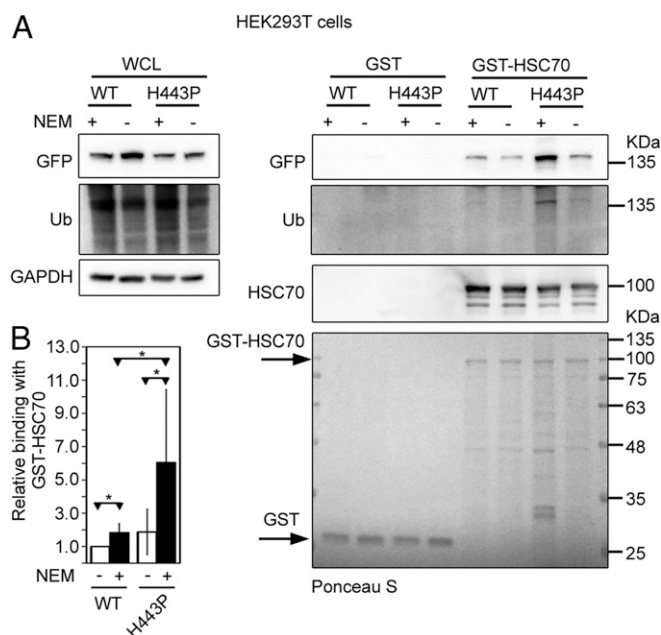 A
HEK293T cells
WCL
WT H443P
NEM + - + -
GFP
Ub
GAPDH
GST GST-HSC70
WT H443P WT H443P
+ - + - + - + -
KDa
GFP 135
Ub 135
HSC70 100
KDa
GST-HSC70
135
100
75
63
48
35
25
GST
Ponceau S
B
Relative binding with
GST-HSC70
13.0
11.0
9.0
7.0
5.0
3.0
1.0
* * *
NEM - + - +
WT H443P